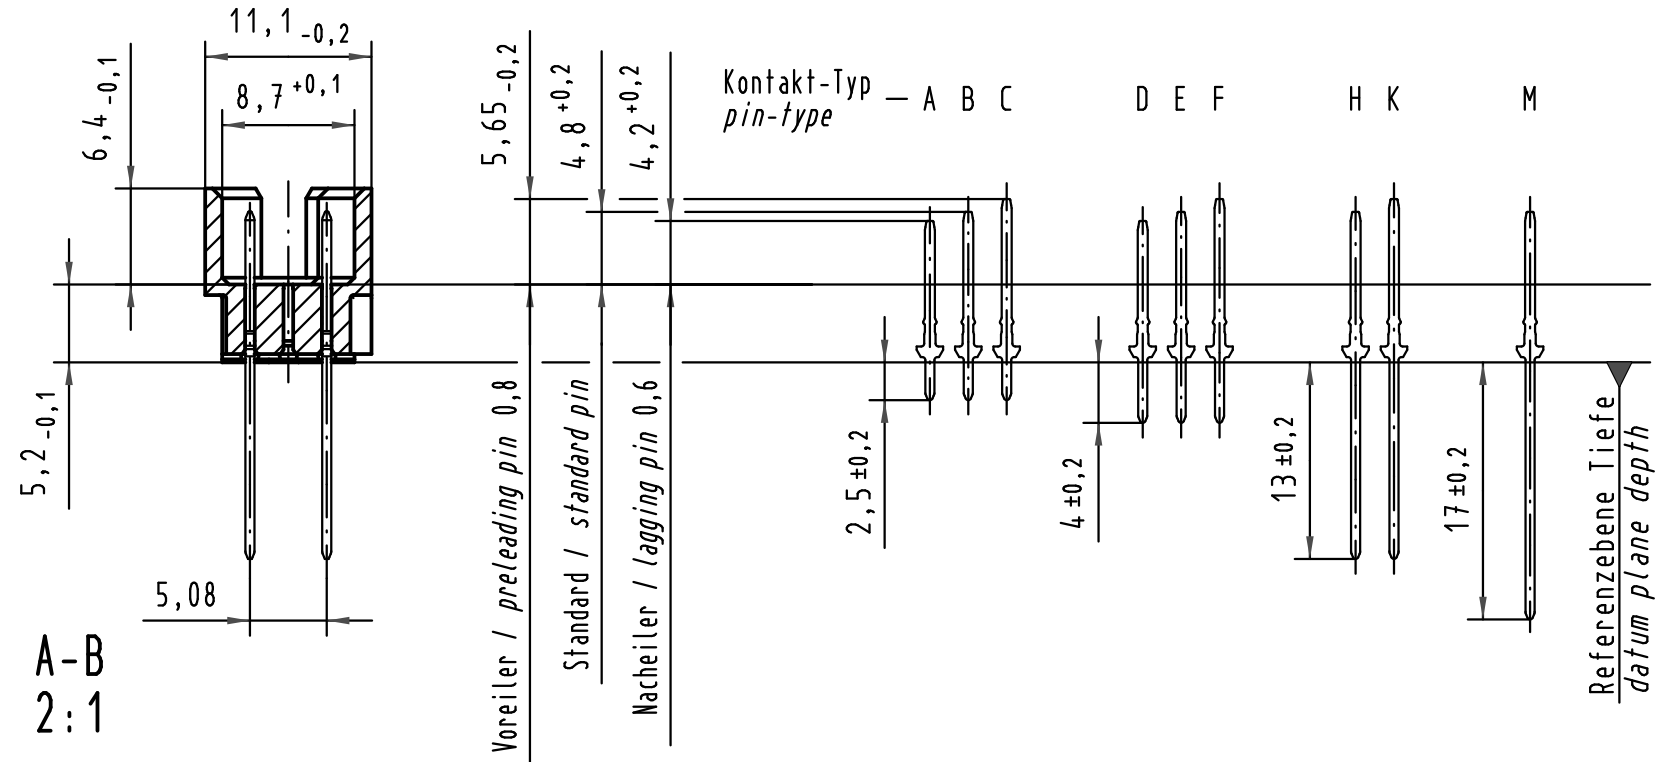 11,1 -0,2
8,7 +0,1
6,4 -0,1
5,2 -0,1
5,08
A-B
2:1
5,65 -0,2
4,8 +0,2
4,2 +0,2
Voreiler / preleading pin 0,8
Standard / standard pin
Nacheiler / lagging pin 0,6
Kontakt-Typ
pin-type
A B C D E F H K M
2,5±0,2
4±0,2
13±0,2
17±0,2
Referenzebene Tiefe
datum plane depth